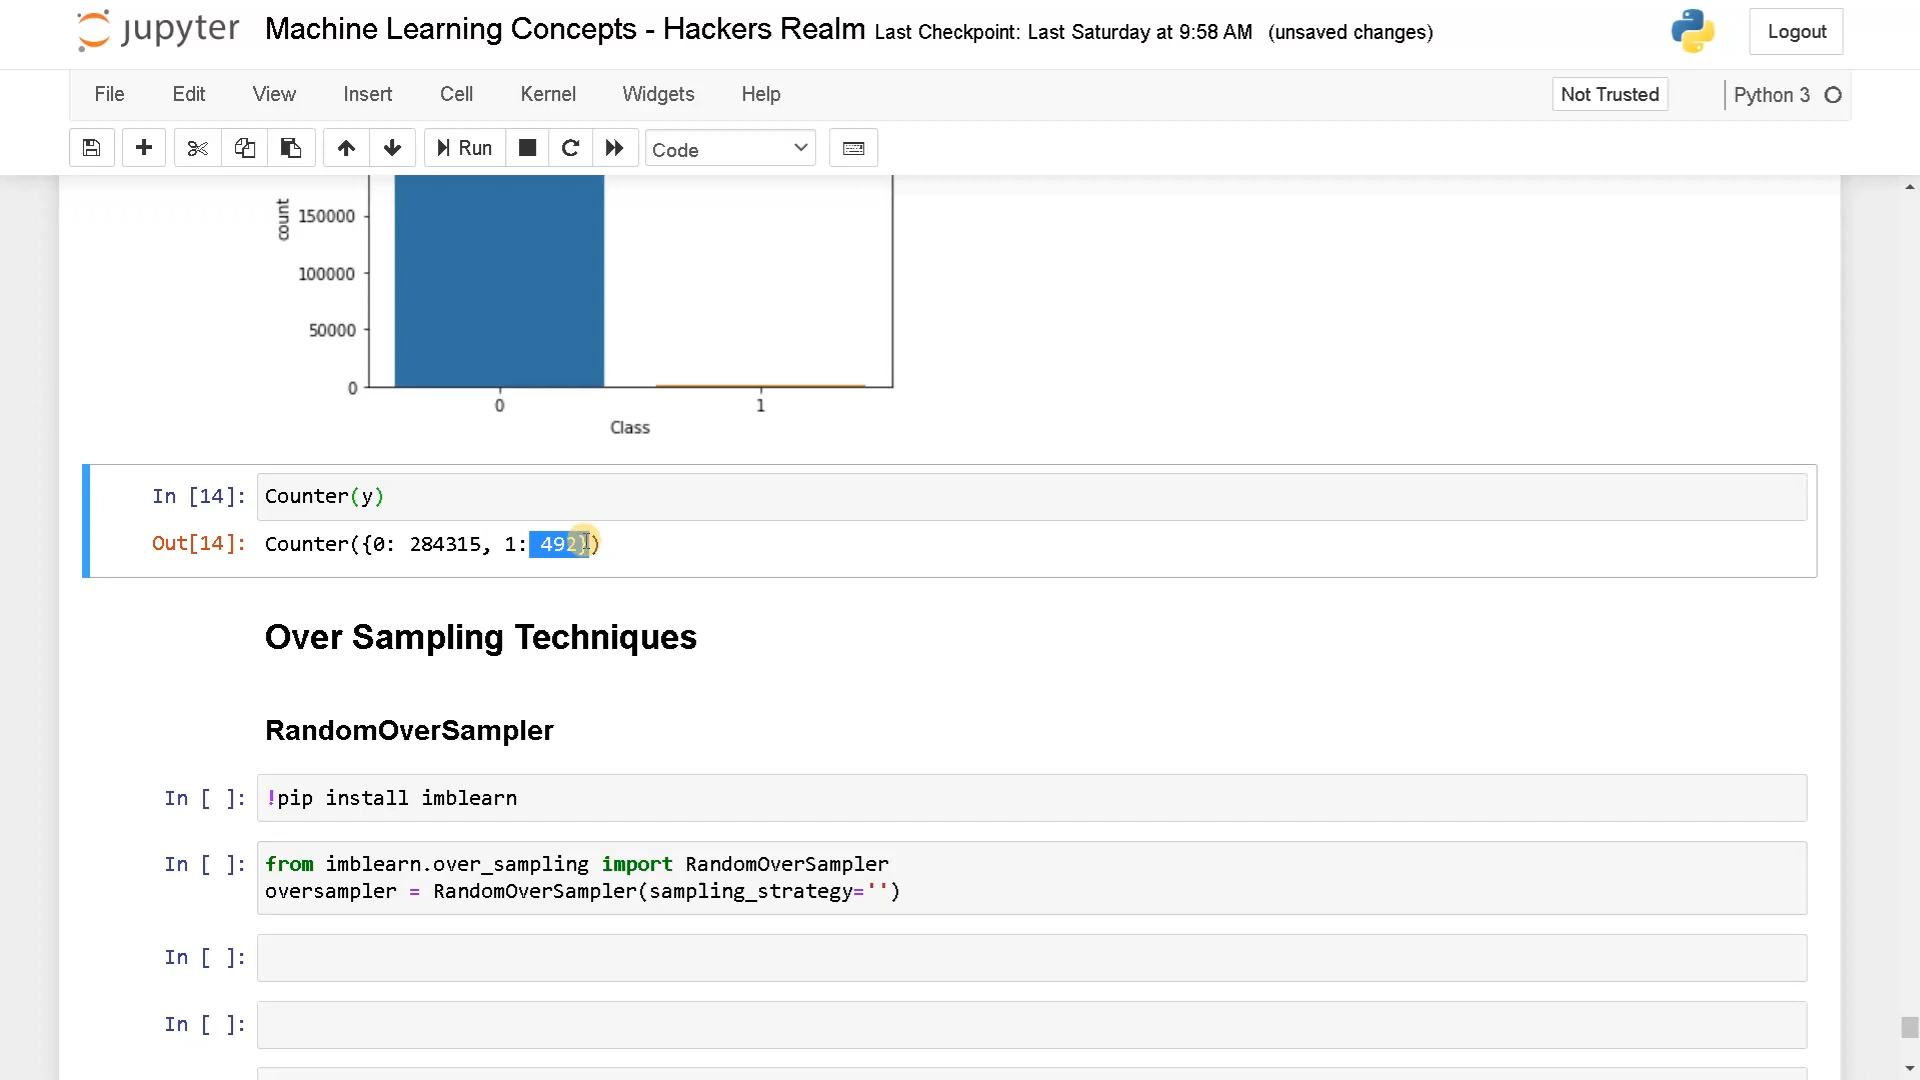 jupyter Machine Learning Concepts - Hackers Realm Last Checkpoint: Last Saturday at 9:58 AM (unsaved changes) Logout
File Edit View Insert Cell Kernel Widgets Help Not Trusted Python 3
Run Code
count
150000
100000
50000
0
0 1
Class
In [14]: Counter(y)
Out[14]: Counter({0: 284315, 1: 492})
Over Sampling Techniques
RandomOverSampler
In [ ]: !pip install imblearn
In [ ]: from imblearn.over_sampling import RandomOverSampler
oversampler = RandomOverSampler(sampling_strategy='')
In [ ]:
In [ ]: